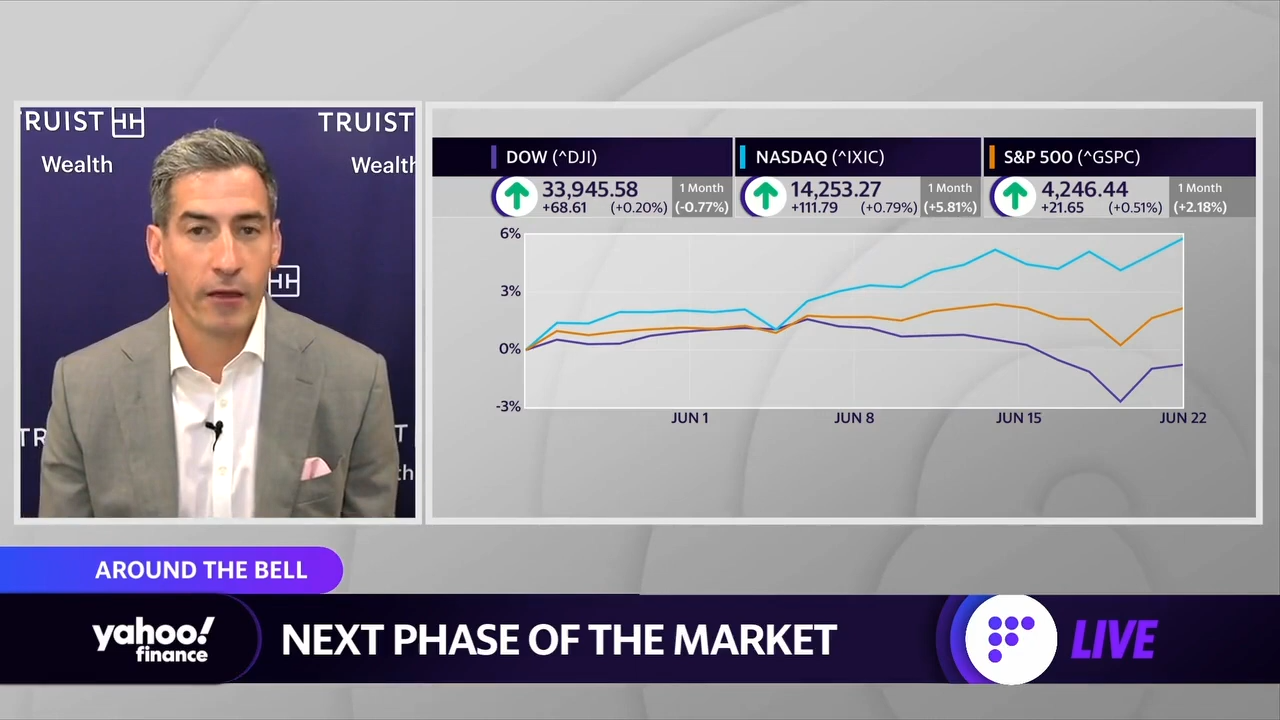 TRUIST
Wealth
TRUIST
Wealth
DOW (^DJI)
33,945.58
+68.61 (+0.20%)
1 Month
(-0.77%)
NASDAQ (^IXIC)
14,253.27
+111.79 (+0.79%)
1 Month
(+5.81%)
S&P 500 (^GSPC)
4,246.44
+21.65 (+0.51%)
1 Month
(+2.18%)
6%
3%
0%
-3%
JUN 1
JUN 8
JUN 15
JUN 22
AROUND THE BELL
yahoo!
finance
NEXT PHASE OF THE MARKET
LIVE